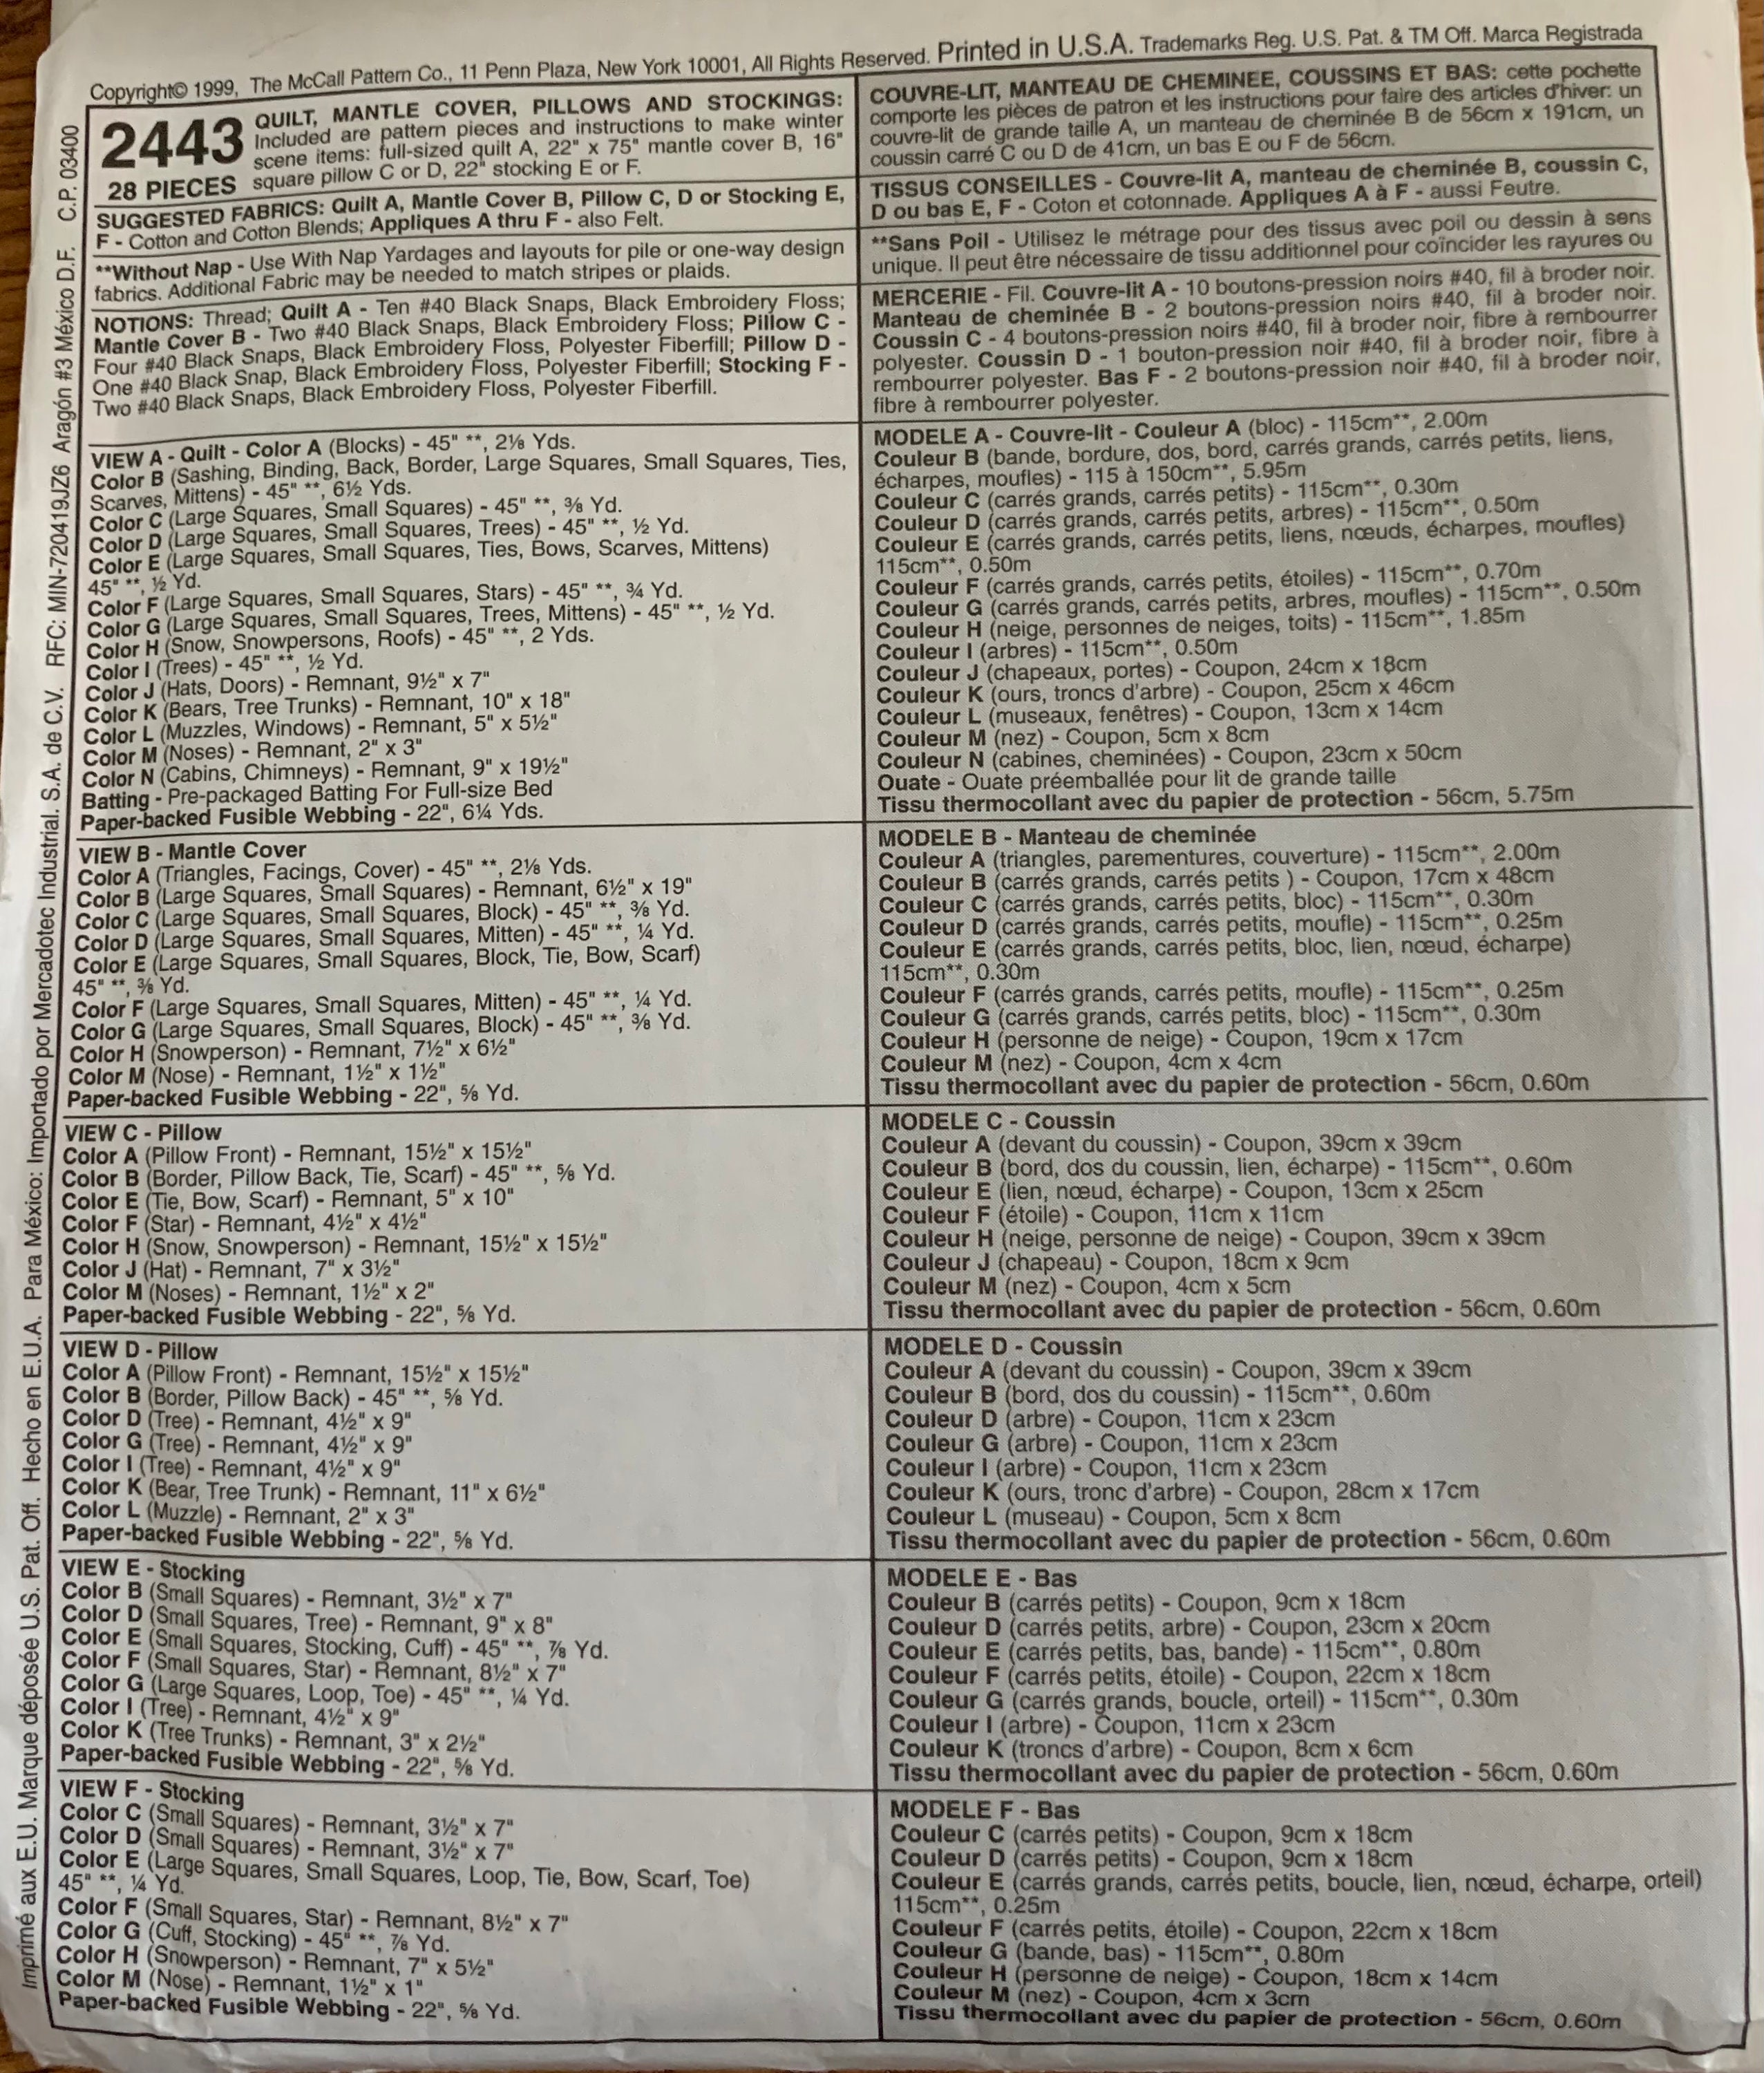 Copyright© 1999, The McCall Pattern Co., 11 Penn Plaza, New York 10001, All Rights Reserved. Printed in U.S.A. Trademarks Reg. U.S. Pat. & TM Off. Marca Registrada
2443
28 PIECES
QUILT, MANTLE COVER, PILLOWS AND STOCKINGS:
Included are pattern pieces and instructions to make winter
scene items: full-sized quilt A, 22" x 75" mantle cover B, 16"
square pillow C or D, 22" stocking E or F.
SUGGESTED FABRICS: Quilt A, Mantle Cover B, Pillow C, D or Stocking E,
F - Cotton and Cotton Blends; Appliques A thru F - also Felt.
**Without Nap - Use With Nap Yardages and layouts for pile or one-way design
fabrics. Additional Fabric may be needed to match stripes or plaids.
NOTIONS: Thread; Quilt A - Ten #40 Black Snaps, Black Embroidery Floss;
Mantle Cover B - Two #40 Black Snaps, Black Embroidery Floss; Pillow C -
Four #40 Black Snaps, Black Embroidery Floss, Polyester Fiberfill; Pillow D -
One #40 Black Snap, Black Embroidery Floss, Polyester Fiberfill; Stocking F -
Two #40 Black Snaps, Black Embroidery Floss, Polyester Fiberfill.
VIEW A - Quilt - Color A (Blocks) - 45" **, 2⅛ Yds.
Color B (Sashing, Binding, Back, Border, Large Squares, Small Squares, Ties,
Scarves, Mittens) - 45" **, 6½ Yds.
Color C (Large Squares, Small Squares) - 45" **, ⅜ Yd.
Color D (Large Squares, Small Squares, Trees) - 45" **, ½ Yd.
Color E (Large Squares, Small Squares, Ties, Bows, Scarves, Mittens)
45" **, ½ Yd.
Color F (Large Squares, Small Squares, Stars) - 45" **, ¾ Yd.
Color G (Large Squares, Small Squares, Trees, Mittens) - 45" **, ½ Yd.
Color H (Snow, Snowpersons, Roofs) - 45" **, 2 Yds.
Color I (Trees) - 45" **, ½ Yd.
Color J (Hats, Doors) - Remnant, 9½" x 7"
Color K (Bears, Tree Trunks) - Remnant, 10" x 18"
Color L (Muzzles, Windows) - Remnant, 5" x 5½"
Color M (Noses) - Remnant, 2" x 3"
Color N (Cabins, Chimneys) - Remnant, 9" x 19½"
Batting - Pre-packaged Batting For Full-size Bed
Paper-backed Fusible Webbing - 22", 6¼ Yds.
VIEW B - Mantle Cover
Color A (Triangles, Facings, Cover) - 45" **, 2⅛ Yds.
Color B (Large Squares, Small Squares) - Remnant, 6½" x 19"
Color C (Large Squares, Small Squares, Block) - 45" **, ⅜ Yd.
Color D (Large Squares, Small Squares, Mitten) - 45" **, ¼ Yd.
Color E (Large Squares, Small Squares, Block, Tie, Bow, Scarf)
45" **, ⅜ Yd.
Color F (Large Squares, Small Squares, Mitten) - 45" **, ¼ Yd.
Color G (Large Squares, Small Squares, Block) - 45" **, ⅜ Yd.
Color H (Snowperson) - Remnant, 7½" x 6½"
Color M (Nose) - Remnant, 1½" x 1½"
Paper-backed Fusible Webbing - 22", ⅝ Yd.
VIEW C - Pillow
Color A (Pillow Front) - Remnant, 15½" x 15½"
Color B (Border, Pillow Back, Tie, Scarf) - 45" **, ⅝ Yd.
Color E (Tie, Bow, Scarf) - Remnant, 5" x 10"
Color F (Star) - Remnant, 4½" x 4½"
Color H (Snow, Snowperson) - Remnant, 15½" x 15½"
Color J (Hat) - Remnant, 7" x 3½"
Color M (Noses) - Remnant, 1½" x 2"
Paper-backed Fusible Webbing - 22", ⅝ Yd.
VIEW D - Pillow
Color A (Pillow Front) - Remnant, 15½" x 15½"
Color B (Border, Pillow Back) - 45" **, ⅝ Yd.
Color D (Tree) - Remnant, 4½" x 9"
Color G (Tree) - Remnant, 4½" x 9"
Color I (Tree) - Remnant, 4½" x 9"
Color K (Bear, Tree Trunk) - Remnant, 11" x 6½"
Color L (Muzzle) - Remnant, 2" x 3"
Paper-backed Fusible Webbing - 22", ⅝ Yd.
VIEW E - Stocking
Color B (Small Squares) - Remnant, 3½" x 7"
Color D (Small Squares, Tree) - Remnant, 9" x 8"
Color E (Small Squares, Stocking, Cuff) - 45" **, ⅞ Yd.
Color F (Small Squares, Star) - Remnant, 8½" x 7"
Color G (Large Squares, Loop, Toe) - 45" **, ¼ Yd.
Color I (Tree) - Remnant, 4½" x 9"
Color K (Tree Trunks) - Remnant, 3" x 2½"
Paper-backed Fusible Webbing - 22", ⅝ Yd.
VIEW F - Stocking
Color C (Small Squares) - Remnant, 3½" x 7"
Color D (Small Squares) - Remnant, 3½" x 7"
Color E (Large Squares, Small Squares, Loop, Tie, Bow, Scarf, Toe)
45" **, ¼ Yd.
Color F (Small Squares, Star) - Remnant, 8½" x 7"
Color G (Cuff, Stocking) - 45" **, ⅞ Yd.
Color H (Snowperson) - Remnant, 7" x 5½"
Color M (Nose) - Remnant, 1½" x 1"
Paper-backed Fusible Webbing - 22", ⅝ Yd.
COUVRE-LIT, MANTEAU DE CHEMINEE, COUSSINS ET BAS: cette pochette
comporte les pièces de patron et les instructions pour faire des articles d'hiver: un
couvre-lit de grande taille A, un manteau de cheminée B de 56cm x 191cm, un
coussin carré C ou D de 41cm, un bas E ou F de 56cm.
TISSUS CONSEILLES - Couvre-lit A, manteau de cheminée B, coussin C,
D ou bas E, F - Coton et cotonnade. Appliques A à F - aussi Feutre.
**Sans Poil - Utilisez le métrage pour des tissus avec poil ou dessin à sens
unique. Il peut être nécessaire de tissu additionnel pour coïncider les rayures ou
MERCERIE - Fil. Couvre-lit A - 10 boutons-pression noirs #40, fil à broder noir.
Manteau de cheminée B - 2 boutons-pression noirs #40, fil à broder noir.
Coussin C - 4 boutons-pression noirs #40, fil à broder noir, fibre à rembourrer
polyester. Coussin D - 1 bouton-pression noir #40, fil à broder noir, fibre à
rembourrer polyester. Bas F - 2 boutons-pression noir #40, fil à broder noir,
fibre à rembourrer polyester.
MODELE A - Couvre-lit - Couleur A (bloc) - 115cm**, 2.00m
Couleur B (bande, bordure, dos, bord, carrés grands, carrés petits, liens,
écharpes, moufles) - 115 à 150cm**, 5.95m
Couleur C (carrés grands, carrés petits) - 115cm**, 0.30m
Couleur D (carrés grands, carrés petits, arbres) - 115cm**, 0.50m
Couleur E (carrés grands, carrés petits, liens, nœuds, écharpes, moufles)
115cm**, 0.50m
Couleur F (carrés grands, carrés petits, étoiles) - 115cm**, 0.70m
Couleur G (carrés grands, carrés petits, arbres, moufles) - 115cm**, 0.50m
Couleur H (neige, personnes de neiges, toits) - 115cm**, 1.85m
Couleur I (arbres) - 115cm**, 0.50m
Couleur J (chapeaux, portes) - Coupon, 24cm x 18cm
Couleur K (ours, troncs d'arbre) - Coupon, 25cm x 46cm
Couleur L (museaux, fenêtres) - Coupon, 13cm x 14cm
Couleur M (nez) - Coupon, 5cm x 8cm
Couleur N (cabines, cheminées) - Coupon, 23cm x 50cm
Ouate - Ouate préemballée pour lit de grande taille
Tissu thermocollant avec du papier de protection - 56cm, 5.75m
MODELE B - Manteau de cheminée
Couleur A (triangles, parementures, couverture) - 115cm**, 2.00m
Couleur B (carrés grands, carrés petits ) - Coupon, 17cm x 48cm
Couleur C (carrés grands, carrés petits, bloc) - 115cm**, 0.30m
Couleur D (carrés grands, carrés petits, moufle) - 115cm**, 0.25m
Couleur E (carrés grands, carrés petits, bloc, lien, nœud, écharpe)
115cm**, 0.30m
Couleur F (carrés grands, carrés petits, moufle) - 115cm**, 0.25m
Couleur G (carrés grands, carrés petits, bloc) - 115cm**, 0.30m
Couleur H (personne de neige) - Coupon, 19cm x 17cm
Couleur M (nez) - Coupon, 4cm x 4cm
Tissu thermocollant avec du papier de protection - 56cm, 0.60m
MODELE C - Coussin
Couleur A (devant du coussin) - Coupon, 39cm x 39cm
Couleur B (bord, dos du coussin, lien, écharpe) - 115cm**, 0.60m
Couleur E (lien, nœud, écharpe) - Coupon, 13cm x 25cm
Couleur F (étoile) - Coupon, 11cm x 11cm
Couleur H (neige, personne de neige) - Coupon, 39cm x 39cm
Couleur J (chapeau) - Coupon, 18cm x 9cm
Couleur M (nez) - Coupon, 4cm x 5cm
Tissu thermocollant avec du papier de protection - 56cm, 0.60m
MODELE D - Coussin
Couleur A (devant du coussin) - Coupon, 39cm x 39cm
Couleur B (bord, dos du coussin) - 115cm**, 0.60m
Couleur D (arbre) - Coupon, 11cm x 23cm
Couleur G (arbre) - Coupon, 11cm x 23cm
Couleur I (arbre) - Coupon, 11cm x 23cm
Couleur K (ours, tronc d'arbre) - Coupon, 28cm x 17cm
Couleur L (museau) - Coupon, 5cm x 8cm
Tissu thermocollant avec du papier de protection - 56cm, 0.60m
MODELE E - Bas
Couleur B (carrés petits) - Coupon, 9cm x 18cm
Couleur D (carrés petits, arbre) - Coupon, 23cm x 20cm
Couleur E (carrés petits, bas, bande) - 115cm**, 0.80m
Couleur F (carrés petits, étoile) - Coupon, 22cm x 18cm
Couleur G (carrés grands, boucle, orteil) - 115cm**, 0.30m
Couleur I (arbre) - Coupon, 11cm x 23cm
Couleur K (troncs d'arbre) - Coupon, 8cm x 6cm
Tissu thermocollant avec du papier de protection - 56cm, 0.60m
MODELE F - Bas
Couleur C (carrés petits) - Coupon, 9cm x 18cm
Couleur D (carrés petits) - Coupon, 9cm x 18cm
Couleur E (carrés grands, carrés petits, boucle, lien, nœud, écharpe, orteil)
115cm**, 0.25m
Couleur F (carrés petits, étoile) - Coupon, 22cm x 18cm
Couleur G (bande, bas) - 115cm**, 0.80m
Couleur H (personne de neige) - Coupon, 18cm x 14cm
Couleur M (nez) - Coupon, 4cm x 3cm
Tissu thermocollant avec du papier de protection - 56cm, 0.60m
Imprimé aux E.U. Marque déposée U.S. Pat. Off. Hecho en E.U.A. Para México: Importado por Mercadotec Industrial. S.A. de C.V. RFC: MIN-720419JZ6 Aragón #3 México D.F. C.P. 03400